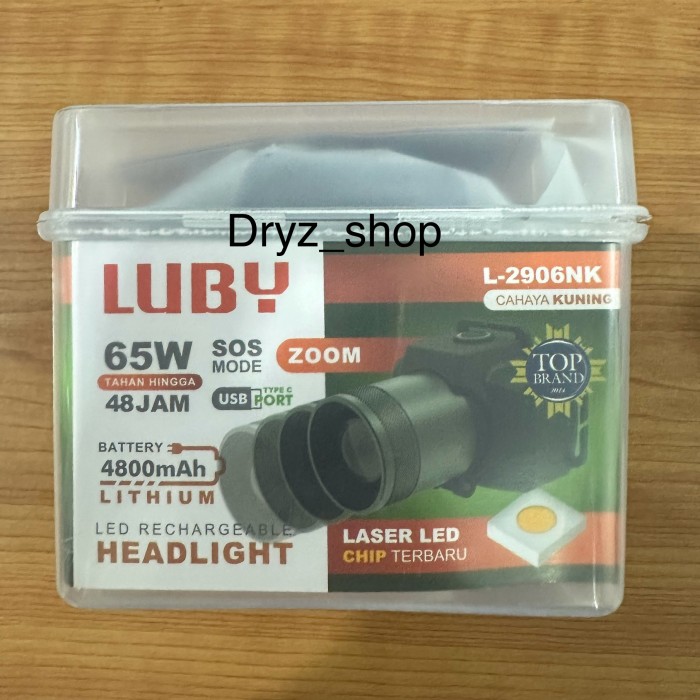 Dryz_shop
LUBY
L-2906NK
CAHAYA KUNING
65W
TAHAN HINGGA
48JAM
SOS
MODE
ZOOM
USB TYPE C
PORT
TOP
BRAND
BATTERY
4800mAh
LITHIUM
LED RECHARGEABLE
HEADLIGHT
LASER LED
CHIP TERBARU